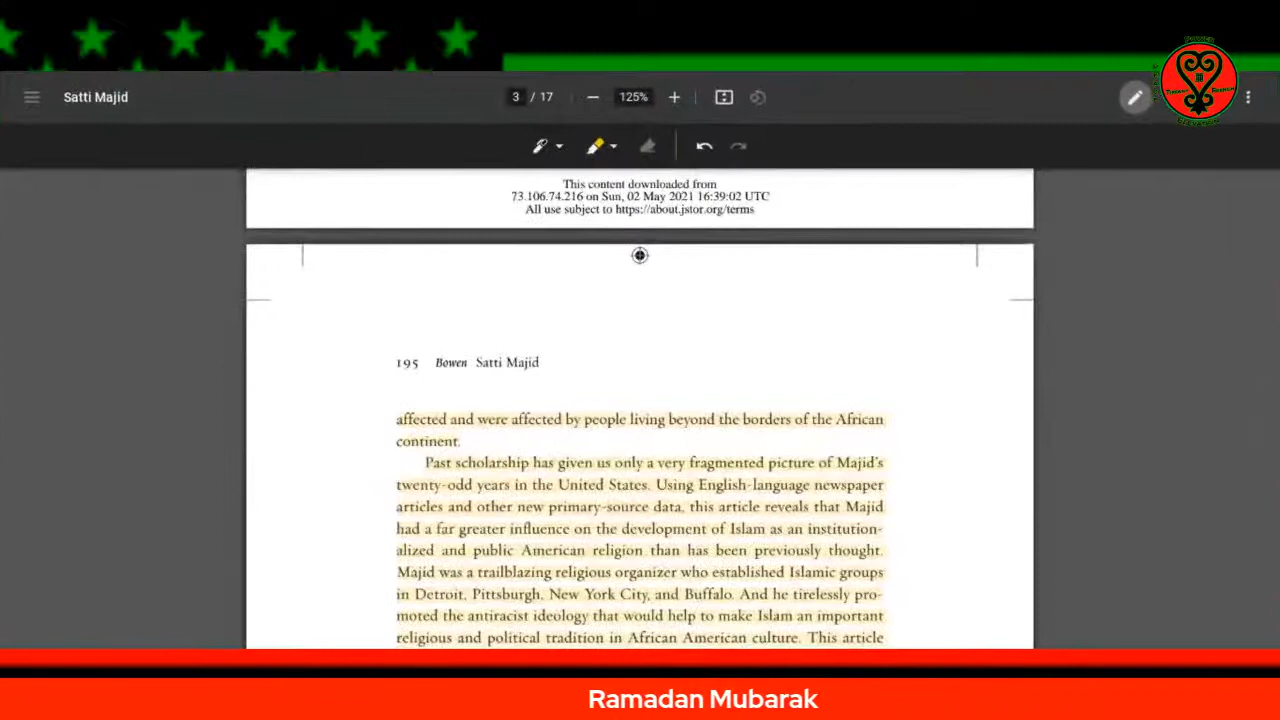 Satti Majid
3 / 17
125%
This content downloaded from
73.106.74.216 on Sun, 02 May 2021 16:39:02 UTC
All use subject to https://about.jstor.org/terms
195 Bowen Satti Majid
affected and were affected by people living beyond the borders of the African
continent.
Past scholarship has given us only a very fragmented picture of Majid's
twenty-odd years in the United States. Using English-language newspaper
articles and other new primary-source data, this article reveals that Majid
had a far greater influence on the development of Islam as an institution-
alized and public American religion than has been previously thought.
Majid was a trailblazing religious organizer who established Islamic groups
in Detroit, Pittsburgh, New York City, and Buffalo. And he tirelessly pro-
moted the antiracist ideology that would help to make Islam an important
religious and political tradition in African American culture. This article
Ramadan Mubarak